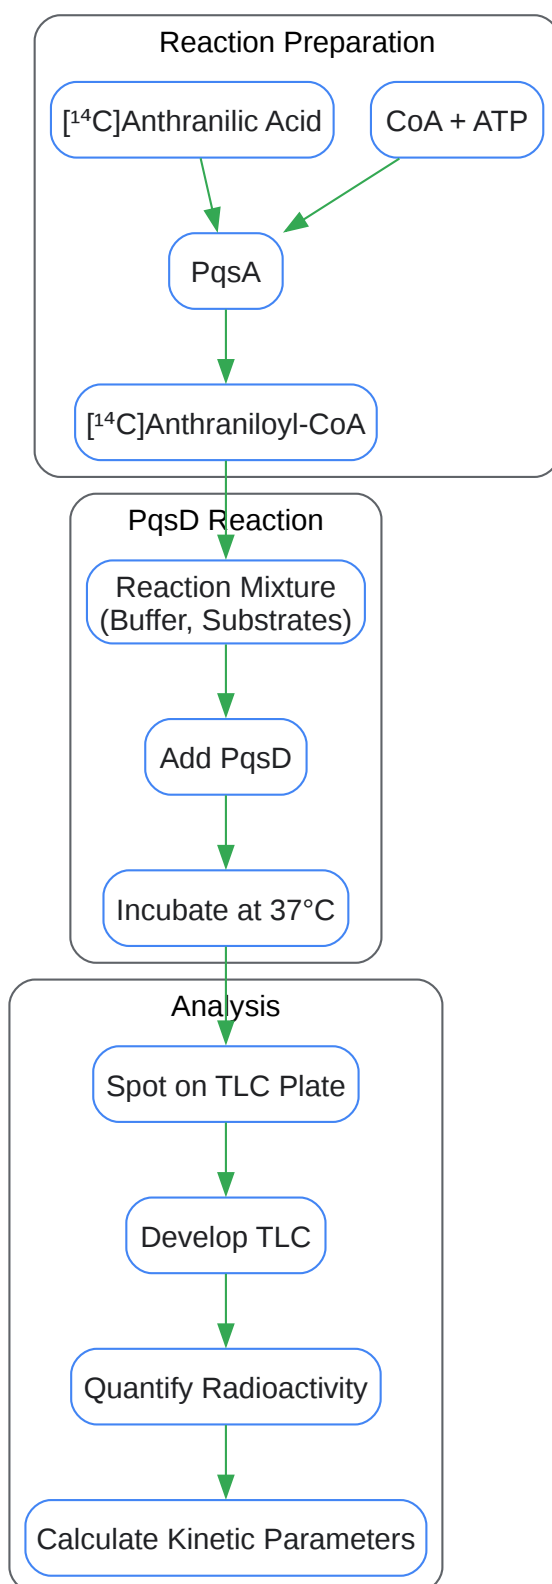 Reaction Preparation
[¹⁴C]Anthranilic Acid
CoA + ATP
PqsA
[¹⁴C]Anthraniloyl-CoA
PqsD Reaction
Reaction Mixture
(Buffer, Substrates)
Add PqsD
Incubate at 37°C
Analysis
Spot on TLC Plate
Develop TLC
Quantify Radioactivity
Calculate Kinetic Parameters